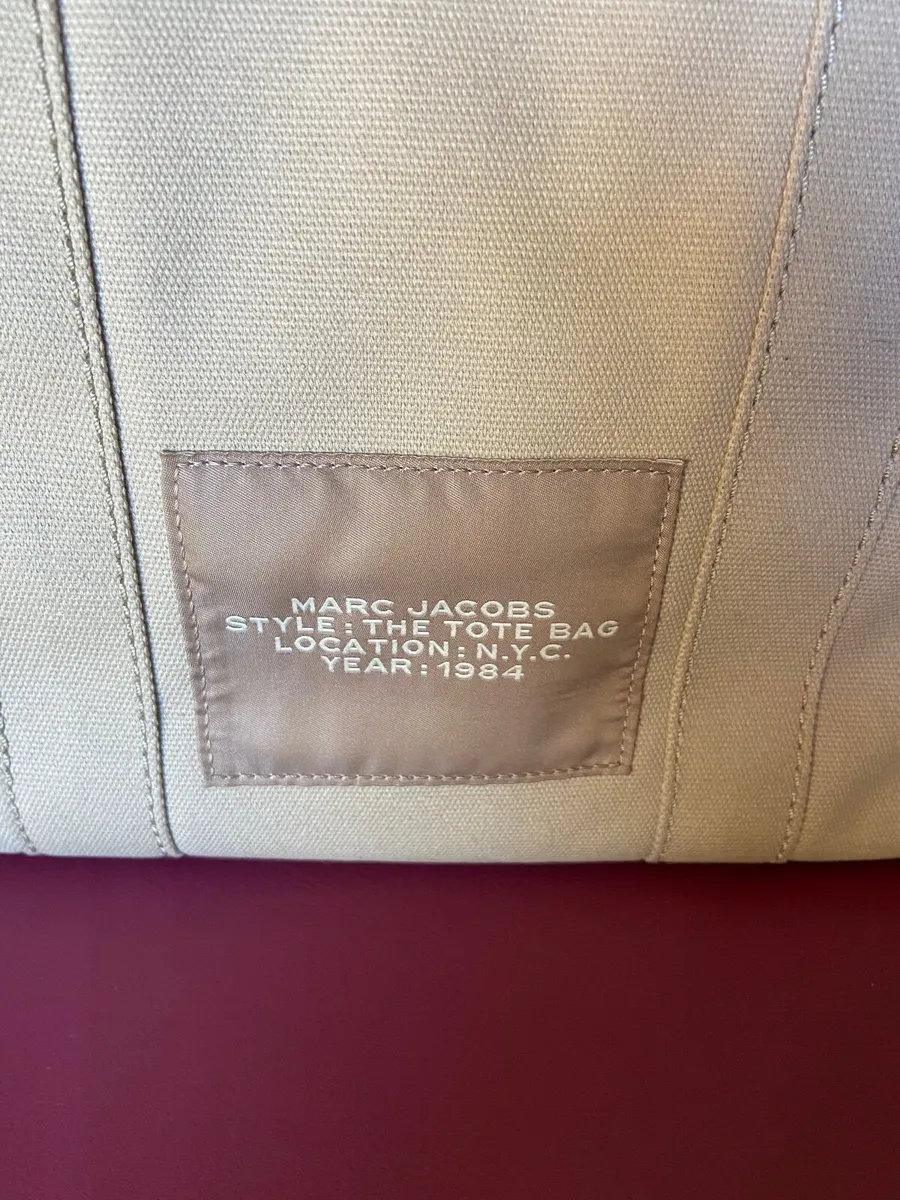 MARC JACOBS
STYLE : THE TOTE BAG
LOCATION : N.Y.C.
YEAR : 1984